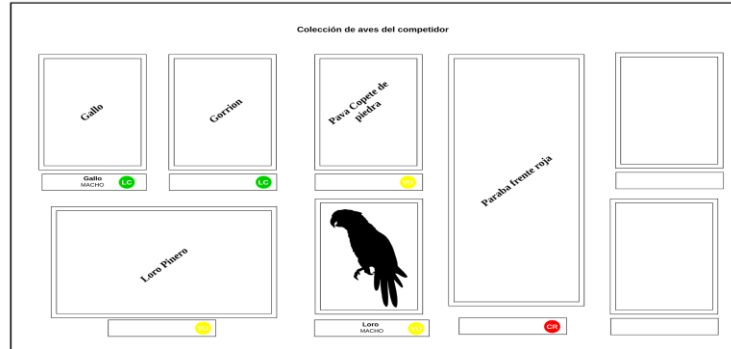 Colección de aves del competidor
Gallo
Gorrion
Pava Copete de
piedra
Paraba frente roja
Gallo
MACHO
LC
LC
VU
Loro Pinero
VU
Loro
MACHO
VU
CR